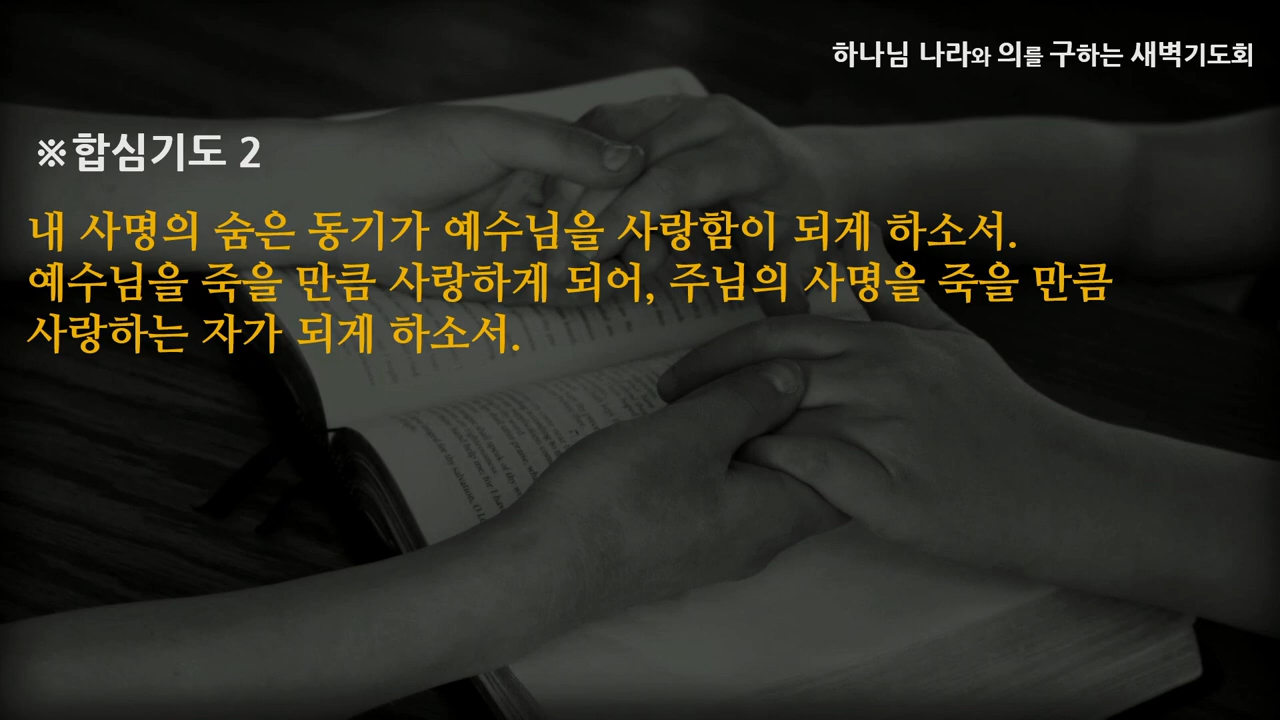 하나님 나라와 의를 구하는 새벽기도회
※합심기도 2
내 사명의 숨은 동기가 예수님을 사랑함이 되게 하소서.
예수님을 죽을 만큼 사랑하게 되어, 주님의 사명을 죽을 만큼
사랑하는 자가 되게 하소서.